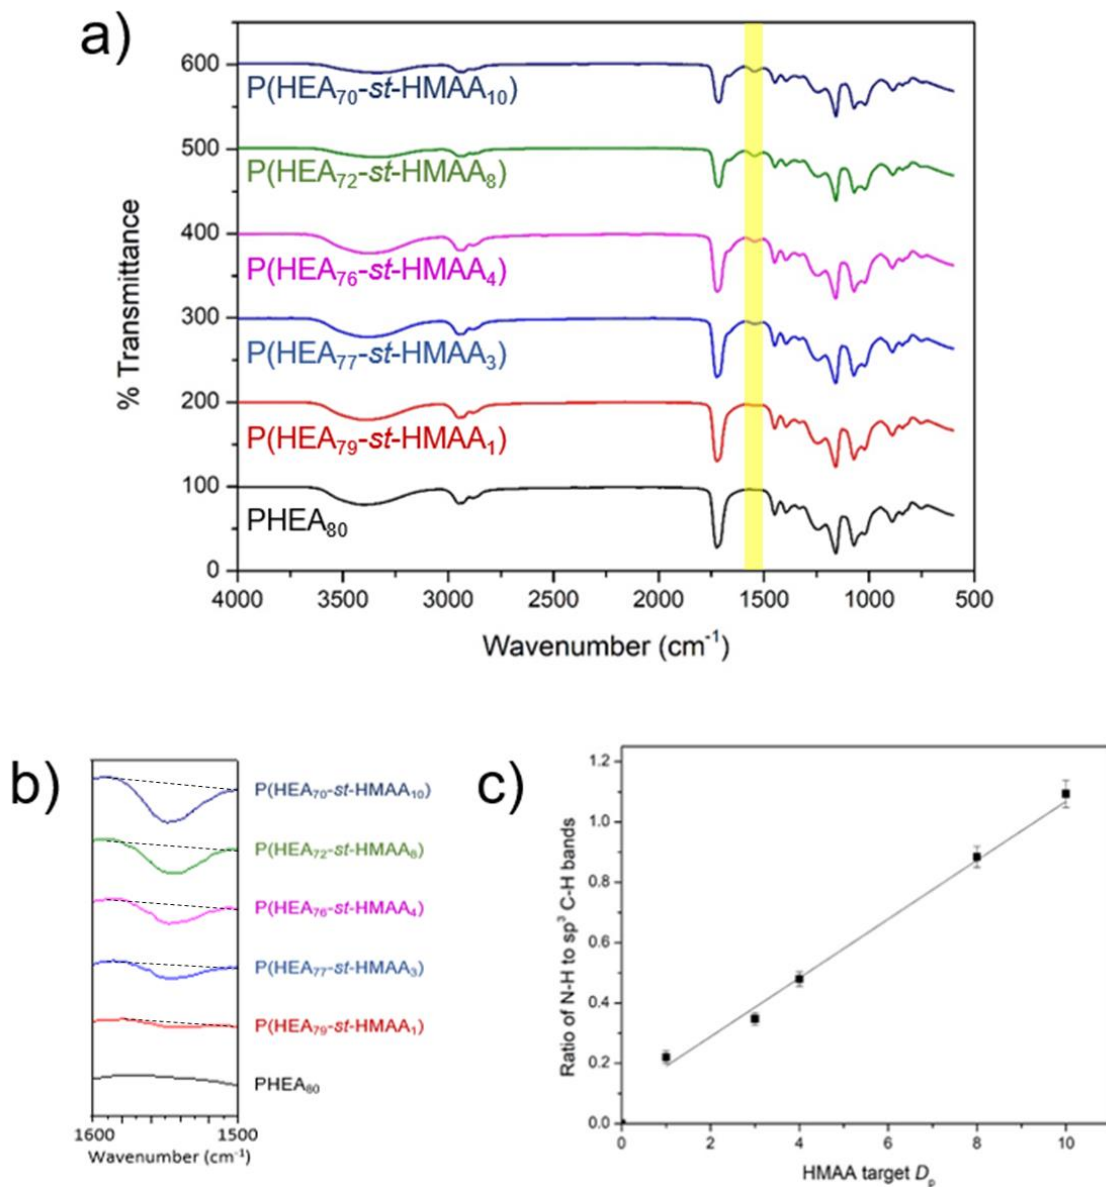 a)
600
P(HEA₇₀-st-HMAA₁₀)
500
P(HEA₇₂-st-HMAA₈)
400
P(HEA₇₆-st-HMAA₄)
300
P(HEA₇₇-st-HMAA₃)
200
P(HEA₇₉-st-HMAA₁)
100
PHEA₈₀
0
% Transmittance
4000 3500 3000 2500 2000 1500 1000 500
Wavenumber (cm⁻¹)
b)
P(HEA₇₀-st-HMAA₁₀)
P(HEA₇₂-st-HMAA₈)
P(HEA₇₆-st-HMAA₄)
P(HEA₇₇-st-HMAA₃)
P(HEA₇₉-st-HMAA₁)
PHEA₈₀
1600 1500
Wavenumber (cm⁻¹)
c)
1.2
1.0
0.8
0.6
0.4
0.2
0.0
Ratio of N-H to sp³ C-H bands
0 2 4 6 8 10
HMAA target Dₚ